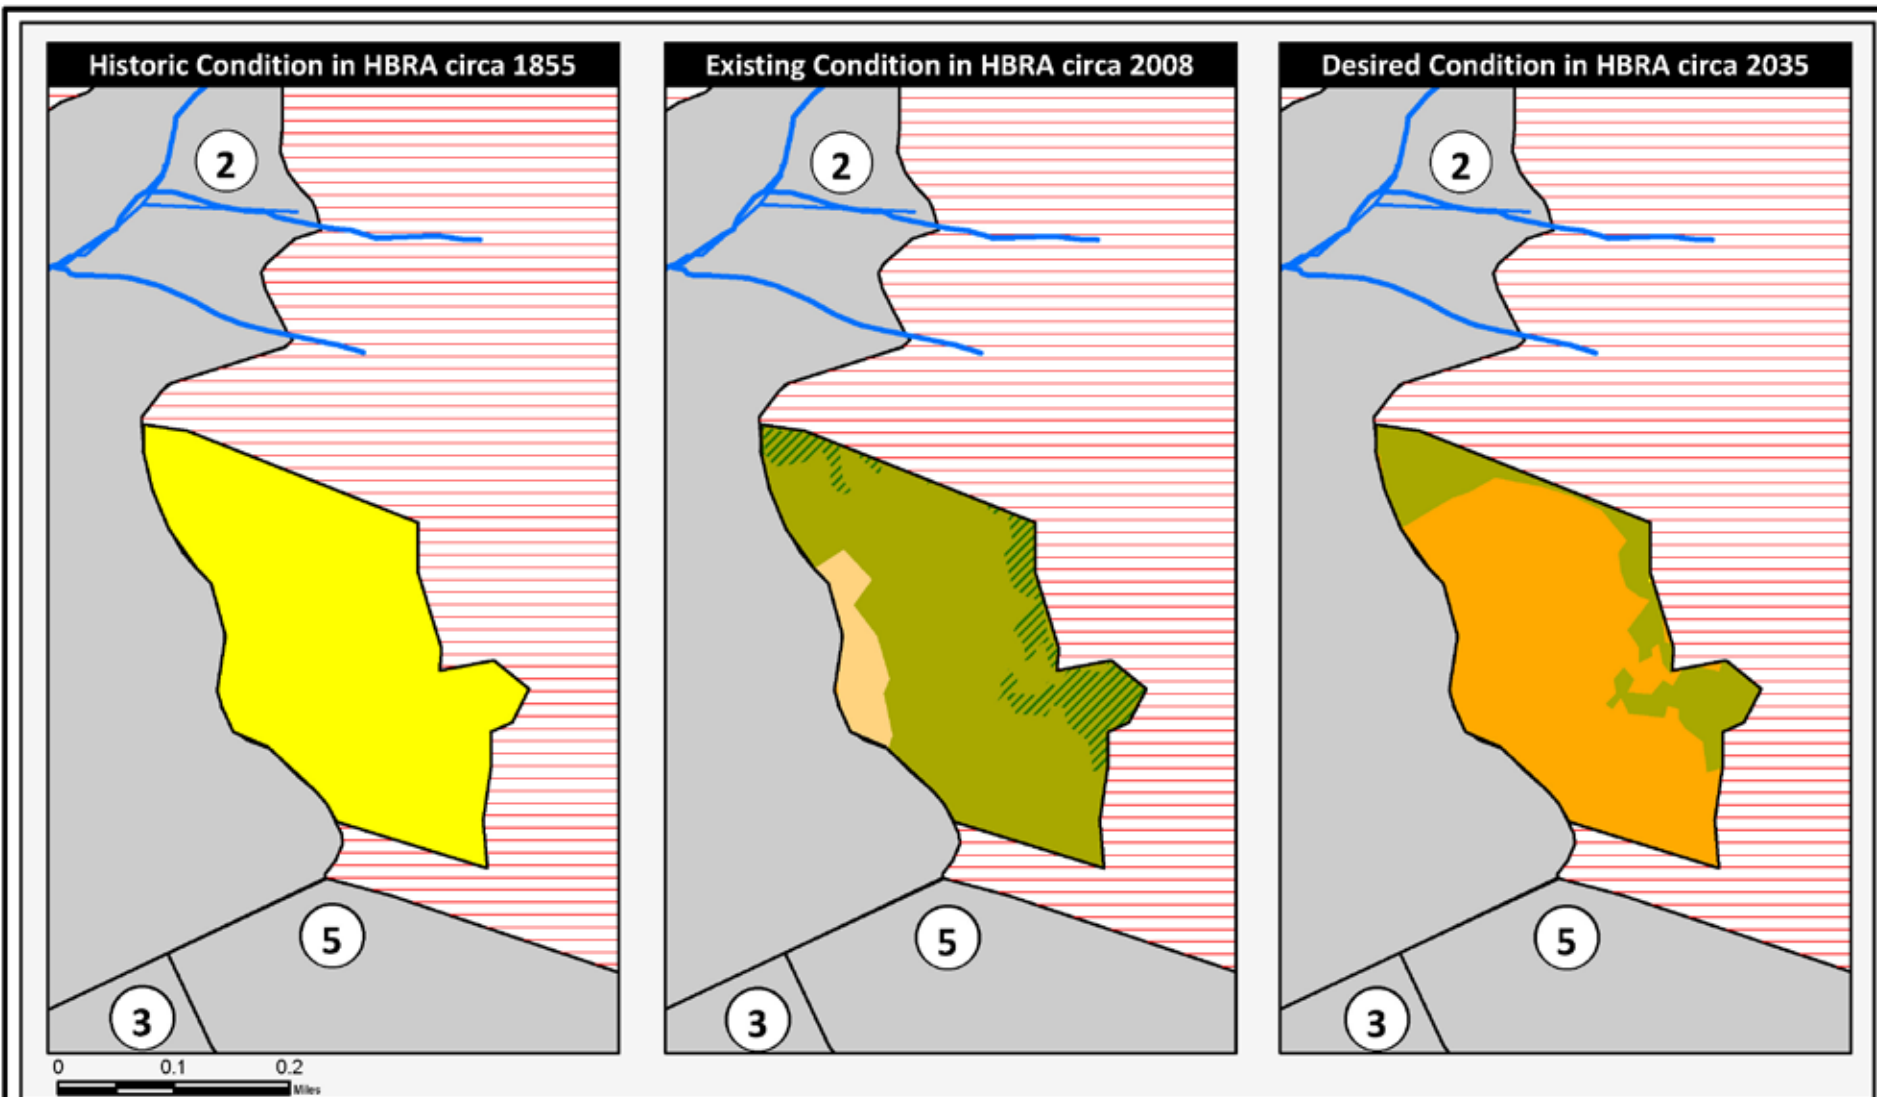 Historic Condition in HBRA circa 1855
Existing Condition in HBRA circa 2008
Desired Condition in HBRA circa 2035
2
2
2
5
5
5
3
3
3
0 0.1 0.2
Miles